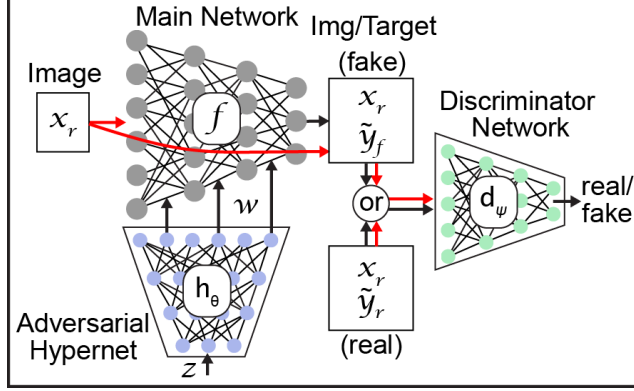 Main Network
Img/Target
(fake)
Image
x_r
f
x_r
ỹ_f
Discriminator
Network
d_ψ
real/
fake
or
w
h_θ
x_r
ỹ_r
(real)
Adversarial
Hypernet
z